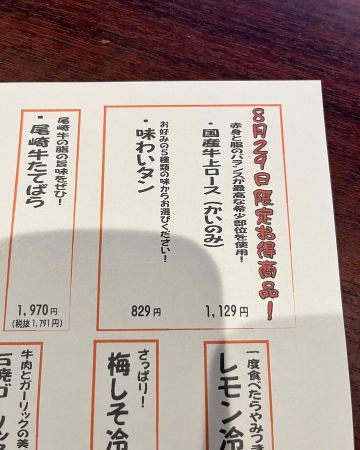 8月29日限定お得商品!
赤身と脂のバランスが最高な希少部位を使用!
・国産牛上ロース(かいのみ)
1,129円
お好みの5種類の味からお選びください!
・味わいタン
829円
尾崎牛の脂の旨味をぜひ!
・尾崎牛たてばら
1,970円
(税抜1,791円)
一度食べたらやみつき
レモン冷
さっぱり!
梅しそ冷
牛肉とガーリックの美
石焼ガーリック